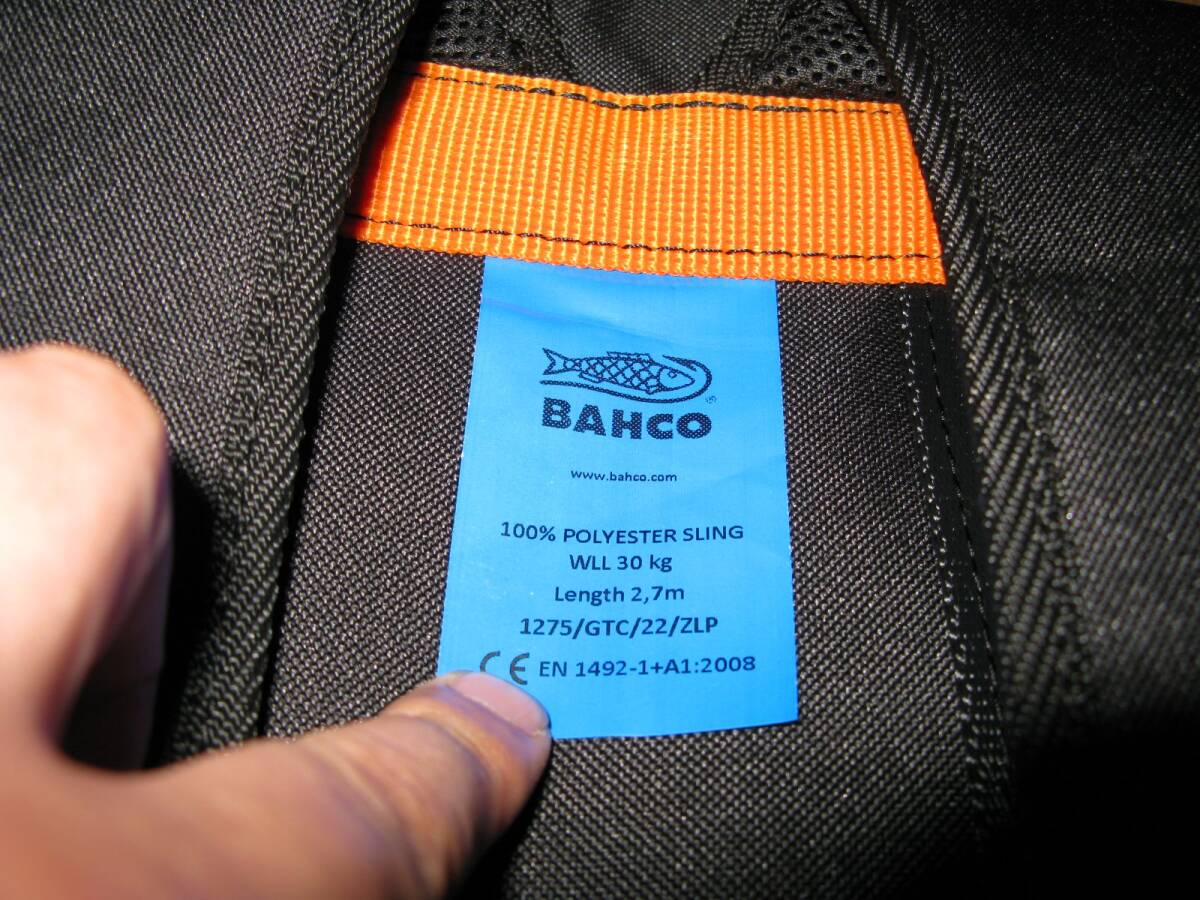 BAHCO®
www.bahco.com
100% POLYESTER SLING
WLL 30 kg
Length 2,7m
1275/GTC/22/ZLP
CE EN 1492-1+A1:2008